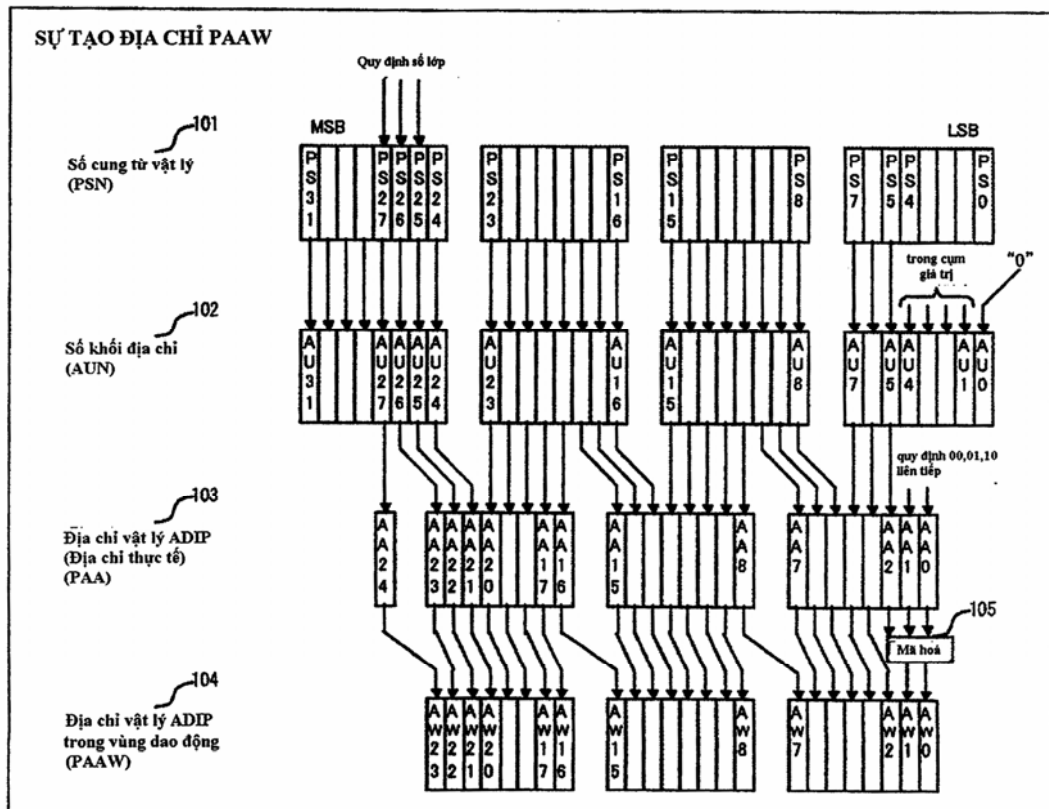 SỰ TẠO ĐỊA CHỈ PAAW
Quy định số lớp
101
MSB
LSB
Số cung từ vật lý
(PSN)
PS31
PS27
PS26
PS25
PS24
PS23
PS16
PS15
PS8
PS7
PS5
PS4
PS0
trong cụm
giá trị
“0”
102
Số khối địa chỉ
(AUN)
AU31
AU27
AU26
AU25
AU24
AU23
AU16
AU15
AU8
AU7
AU5
AU4
AU1
AU0
quy định 00,01,10
liên tiếp
103
Địa chỉ vật lý ADIP
(Địa chỉ thực tế)
(PAA)
AA24
AA23
AA22
AA21
AA20
AA17
AA16
AA15
AA8
AA7
AA2
AA1
AA0
105
Mã hoá
104
Địa chỉ vật lý ADIP
trong vùng dao động
(PAAW)
AW23
AW22
AW21
AW20
AW17
AW16
AW15
AW8
AW7
AW2
AW1
AW0